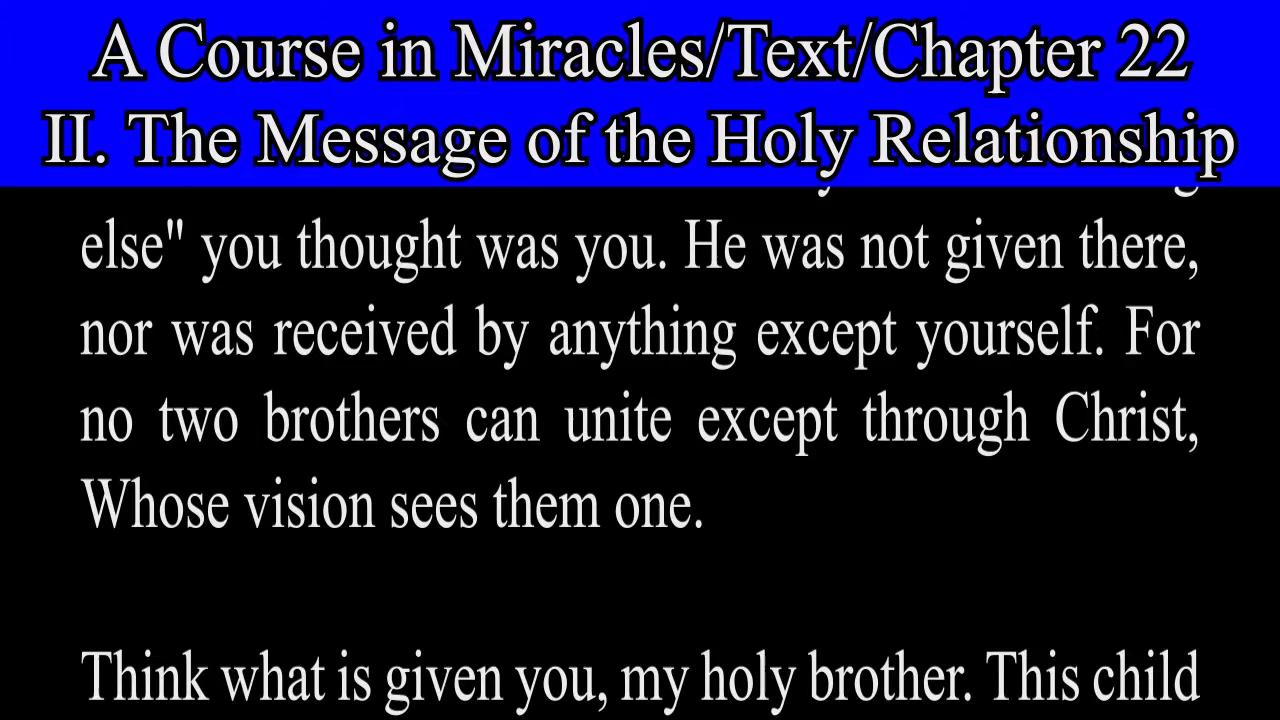 A Course in Miracles/Text/Chapter 22
II. The Message of the Holy Relationship
else" you thought was you. He was not given there,
nor was received by anything except yourself. For
no two brothers can unite except through Christ,
Whose vision sees them one.
Think what is given you, my holy brother. This child